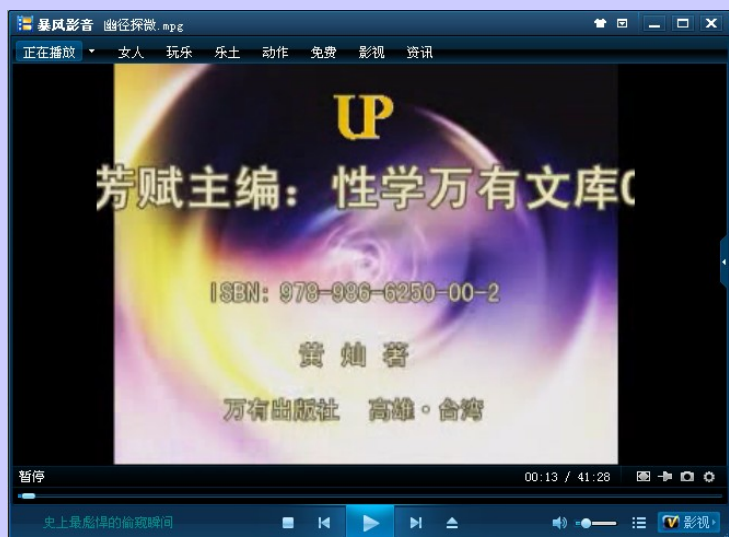 暴风影音 幽径探微.mpg
正在播放 女人 玩乐 乐土 动作 免费 影视 资讯
UP
芳赋主编：性学万有文库0
ISBN: 978-986-6250-00-2
黄 灿 著
万有出版社 高雄·台湾
暂停 00:13 / 41:28
史上最彪悍的偷窥瞬间 影视